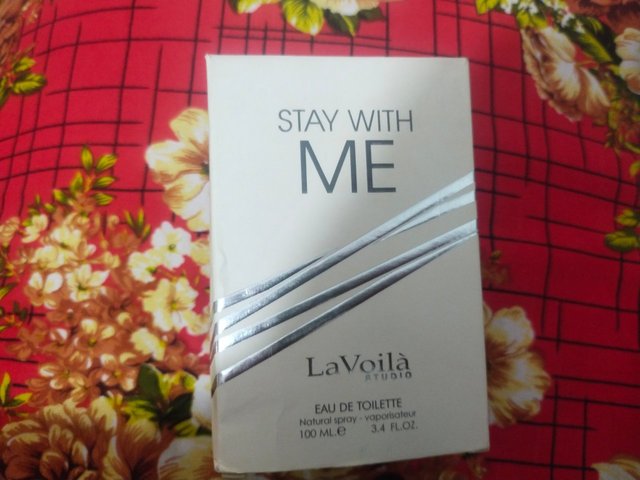 STAY WITH
ME
LaVoilà
STUDIO
EAU DE TOILETTE
Natural spray - vaporisateur
100 ML.e 3.4 FL.OZ.